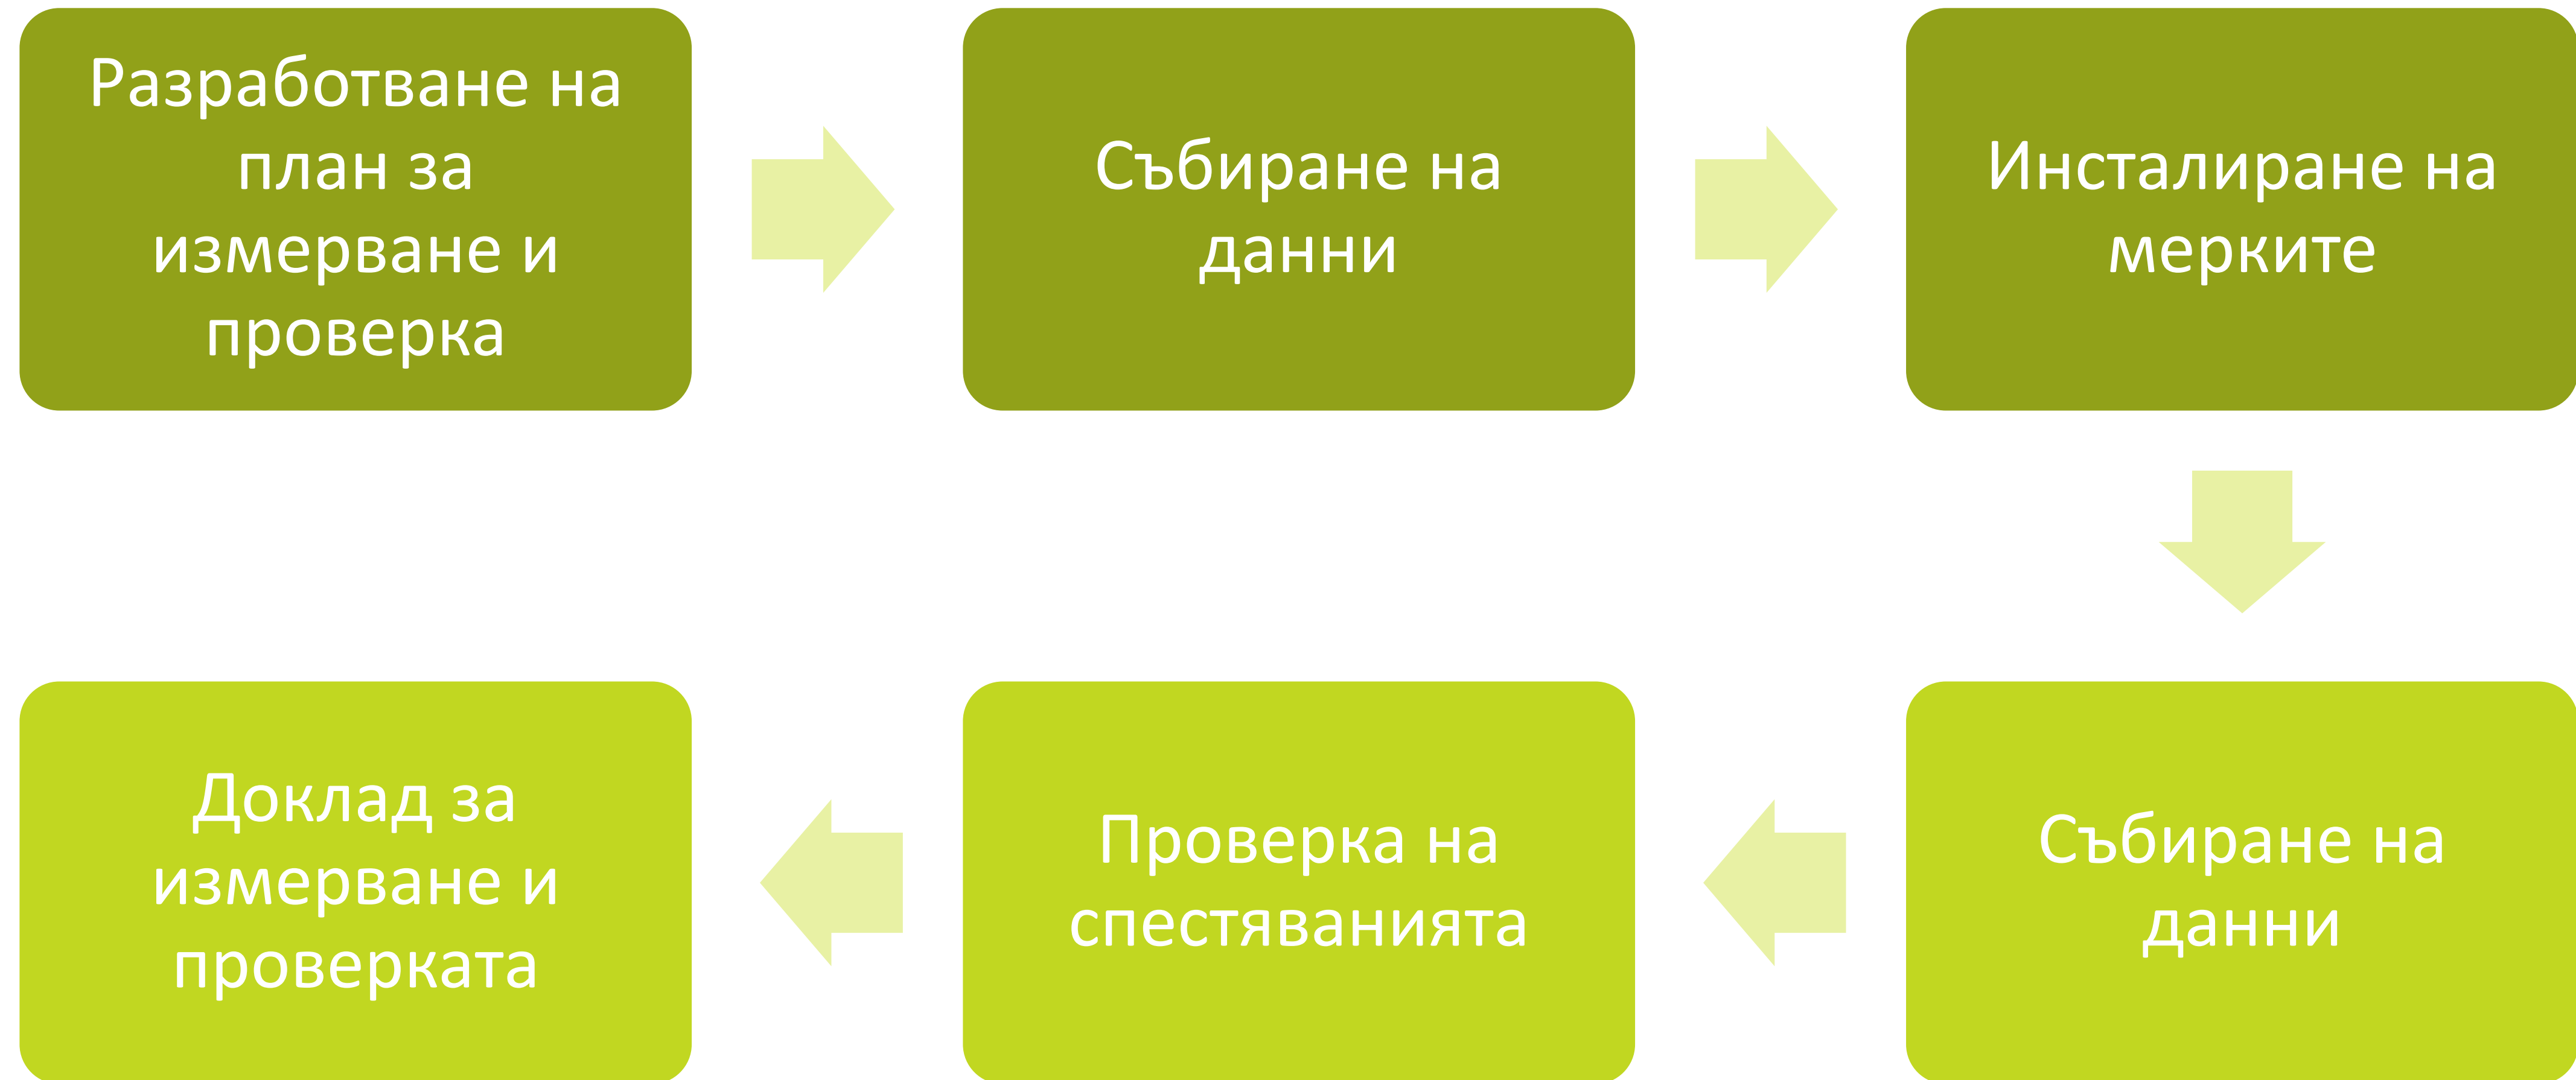 Разработване на
план за
измерване и
проверка
Събиране на
данни
Инсталиране на
мерките
Събиране на
данни
Проверка на
спестяванията
Доклад за
измерване и
проверката